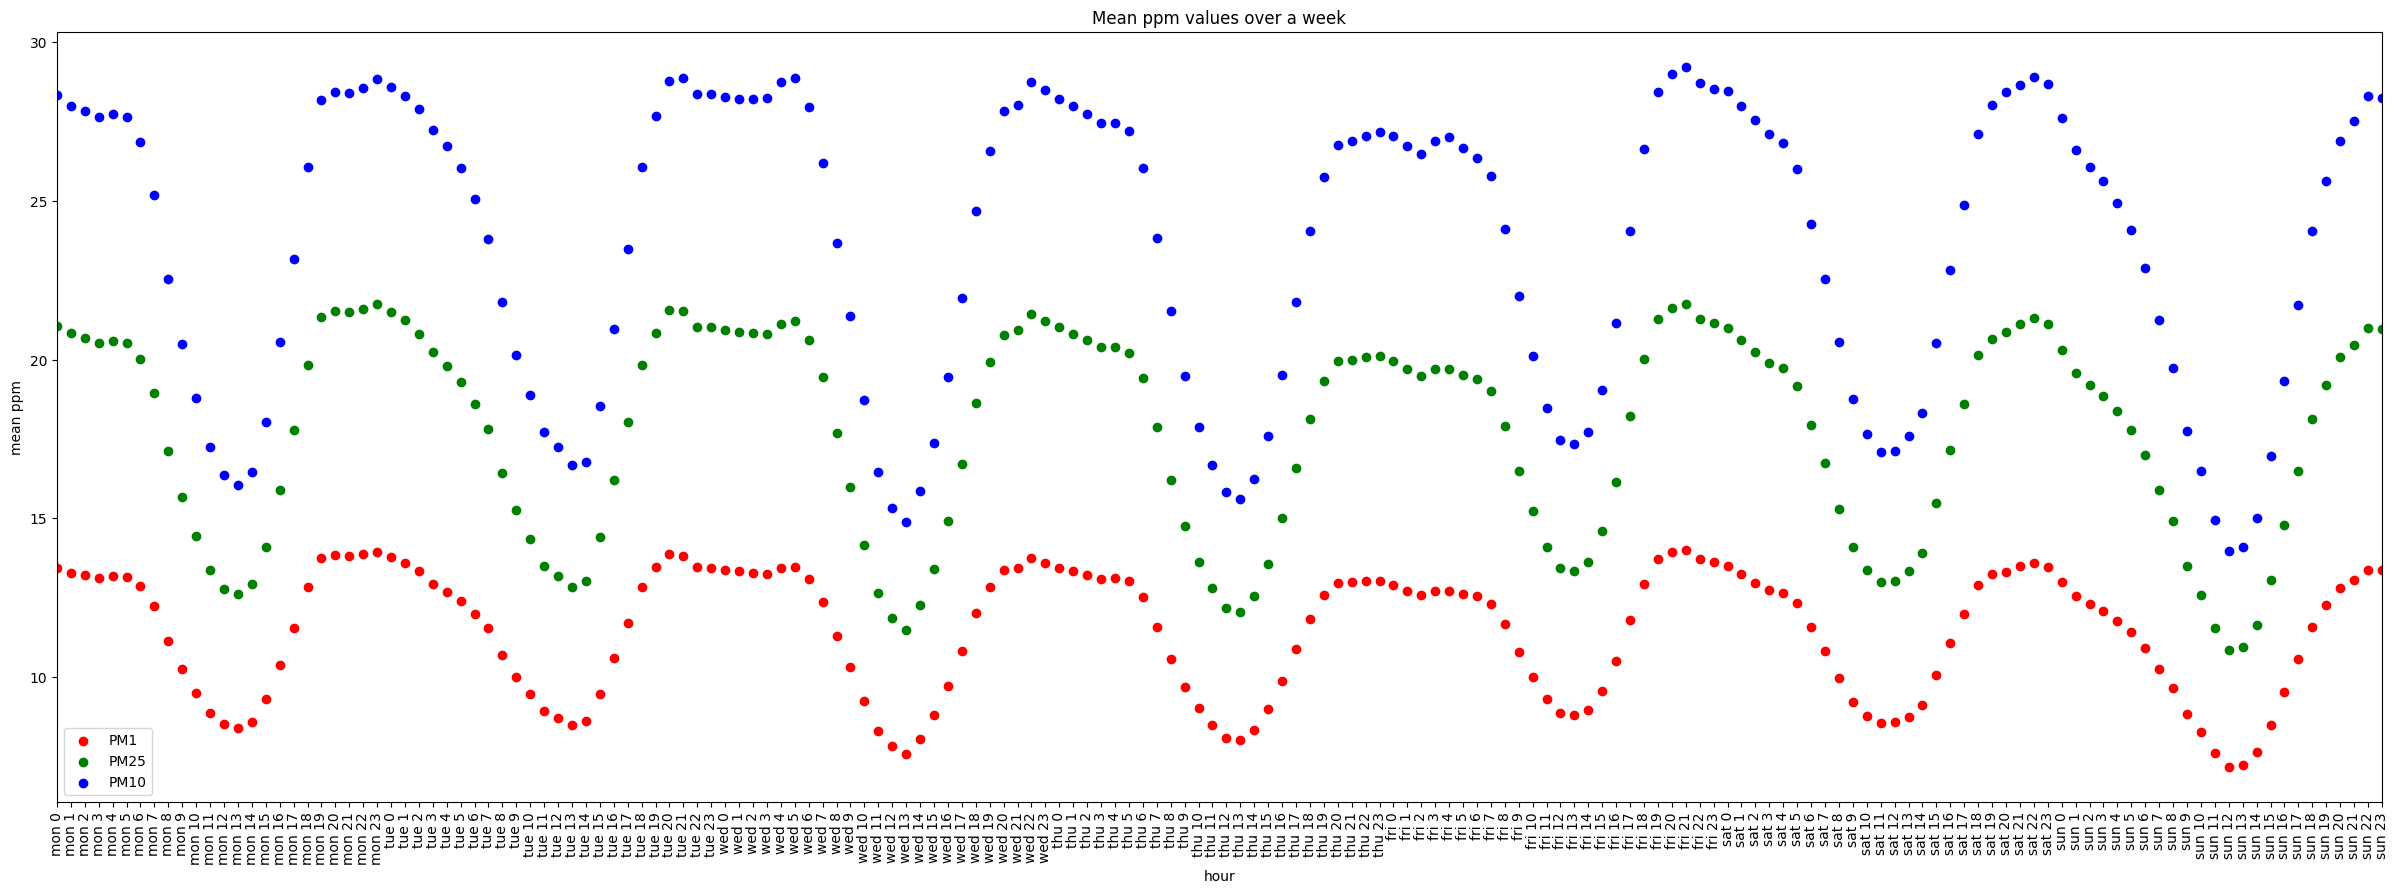 Mean ppm values over a week
30
25
20
15
10
mean ppm
PM1
PM25
PM10
mon 0
mon 1
mon 2
mon 3
mon 4
mon 5
mon 6
mon 7
mon 8
mon 9
mon 10
mon 11
mon 12
mon 13
mon 14
mon 15
mon 16
mon 17
mon 18
mon 19
mon 20
mon 21
mon 22
mon 23
tue 0
tue 1
tue 2
tue 3
tue 4
tue 5
tue 6
tue 7
tue 8
tue 9
tue 10
tue 11
tue 12
tue 13
tue 14
tue 15
tue 16
tue 17
tue 18
tue 19
tue 20
tue 21
tue 22
tue 23
wed 0
wed 1
wed 2
wed 3
wed 4
wed 5
wed 6
wed 7
wed 8
wed 9
wed 10
wed 11
wed 12
wed 13
wed 14
wed 15
wed 16
wed 17
wed 18
wed 19
wed 20
wed 21
wed 22
wed 23
thu 0
thu 1
thu 2
thu 3
thu 4
thu 5
thu 6
thu 7
thu 8
thu 9
thu 10
thu 11
thu 12
thu 13
thu 14
thu 15
thu 16
thu 17
thu 18
thu 19
thu 20
thu 21
thu 22
thu 23
fri 0
fri 1
fri 2
fri 3
fri 4
fri 5
fri 6
fri 7
fri 8
fri 9
fri 10
fri 11
fri 12
fri 13
fri 14
fri 15
fri 16
fri 17
fri 18
fri 19
fri 20
fri 21
fri 22
fri 23
sat 0
sat 1
sat 2
sat 3
sat 4
sat 5
sat 6
sat 7
sat 8
sat 9
sat 10
sat 11
sat 12
sat 13
sat 14
sat 15
sat 16
sat 17
sat 18
sat 19
sat 20
sat 21
sat 22
sat 23
sun 0
sun 1
sun 2
sun 3
sun 4
sun 5
sun 6
sun 7
sun 8
sun 9
sun 10
sun 11
sun 12
sun 13
sun 14
sun 15
sun 16
sun 17
sun 18
sun 19
sun 20
sun 21
sun 22
sun 23
hour